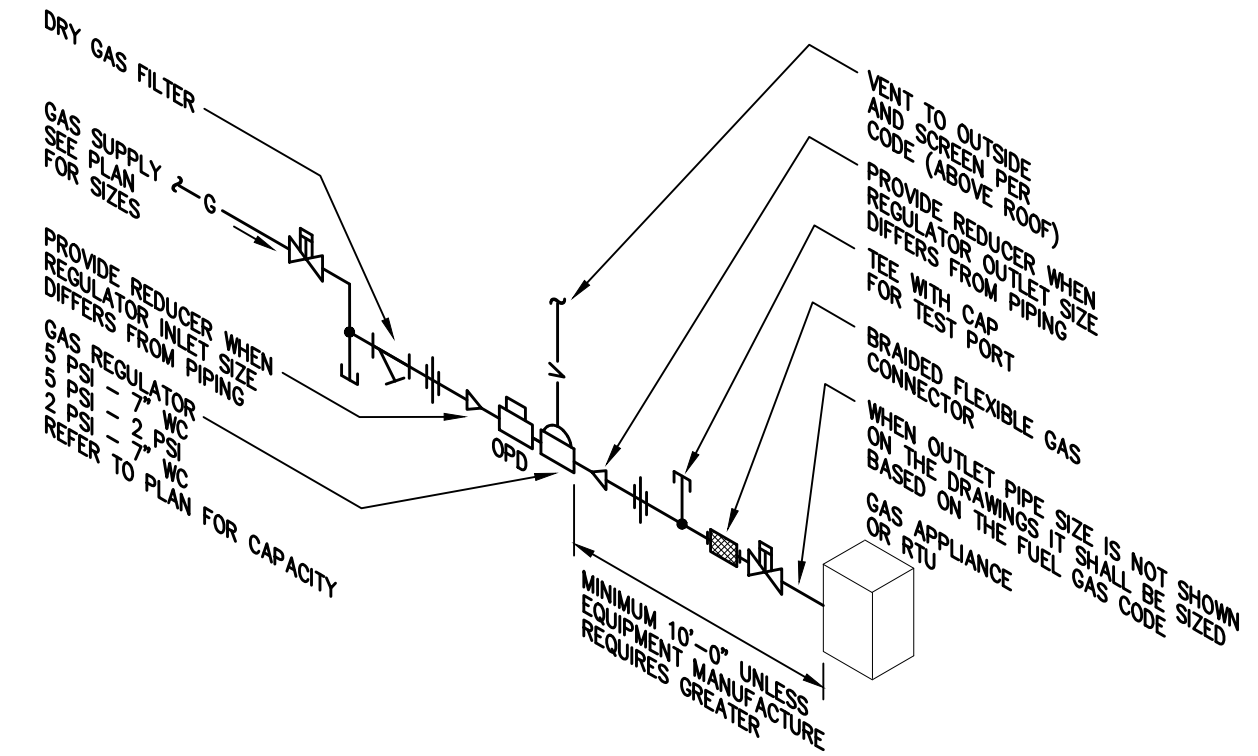 DRY GAS FILTER
GAS SUPPLY
SEE PLAN
FOR SIZES
G
PROVIDE REDUCER WHEN
REGULATOR INLET SIZE
DIFFERS FROM PIPING
GAS REGULATOR
5 PSI – 7" WC
5 PSI – 2 PSI
2 PSI – 7" WC
REFER TO PLAN FOR CAPACITY
OPD
V
VENT TO OUTSIDE
AND SCREEN PER
CODE (ABOVE ROOF)
PROVIDE REDUCER WHEN
REGULATOR OUTLET SIZE
DIFFERS FROM PIPING
TEE WITH CAP
FOR TEST PORT
BRAIDED FLEXIBLE GAS
CONNECTOR
WHEN OUTLET PIPE SIZE IS NOT SHOWN
ON THE DRAWINGS IT SHALL BE SIZED
BASED ON THE FUEL GAS CODE
GAS APPLIANCE
OR RTU
MINIMUM 10'–0" UNLESS
EQUIPMENT MANUFACTURE
REQUIRES GREATER